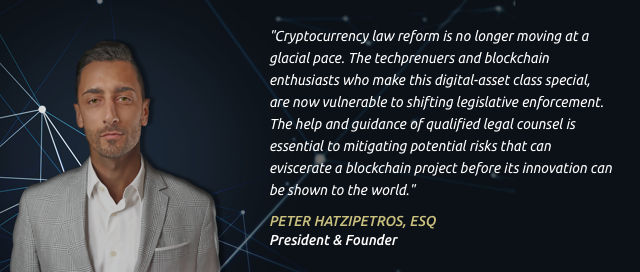 "Cryptocurrency law reform is no longer moving at a
glacial pace. The techprenuers and blockchain
enthusiasts who make this digital-asset class special,
are now vulnerable to shifting legislative enforcement.
The help and guidance of qualified legal counsel is
essential to mitigating potential risks that can
eviscerate a blockchain project before its innovation can
be shown to the world."
PETER HATZIPETROS, ESQ
President & Founder